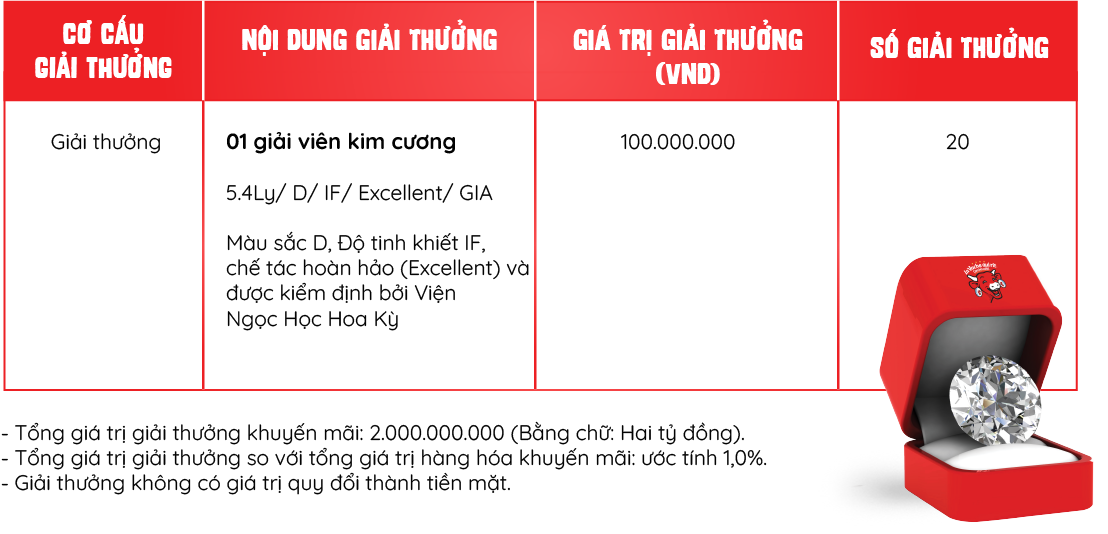 CƠ CẤU
GIẢI THƯỞNG
NỘI DUNG GIẢI THƯỞNG
GIÁ TRỊ GIẢI THƯỞNG
(VND)
SỐ GIẢI THƯỞNG
Giải thưởng
01 giải viên kim cương
100.000.000
20
5.4Ly/ D/ IF/ Excellent/ GIA
Màu sắc D, Độ tinh khiết IF,
chế tác hoàn hảo (Excellent) và
được kiểm định bởi Viện
Ngọc Học Hoa Kỳ
- Tổng giá trị giải thưởng khuyến mãi: 2.000.000.000 (Bằng chữ: Hai tỷ đồng).
- Tổng giá trị giải thưởng so với tổng giá trị hàng hóa khuyến mãi: ước tính 1,0%.
- Giải thưởng không có giá trị quy đổi thành tiền mặt.